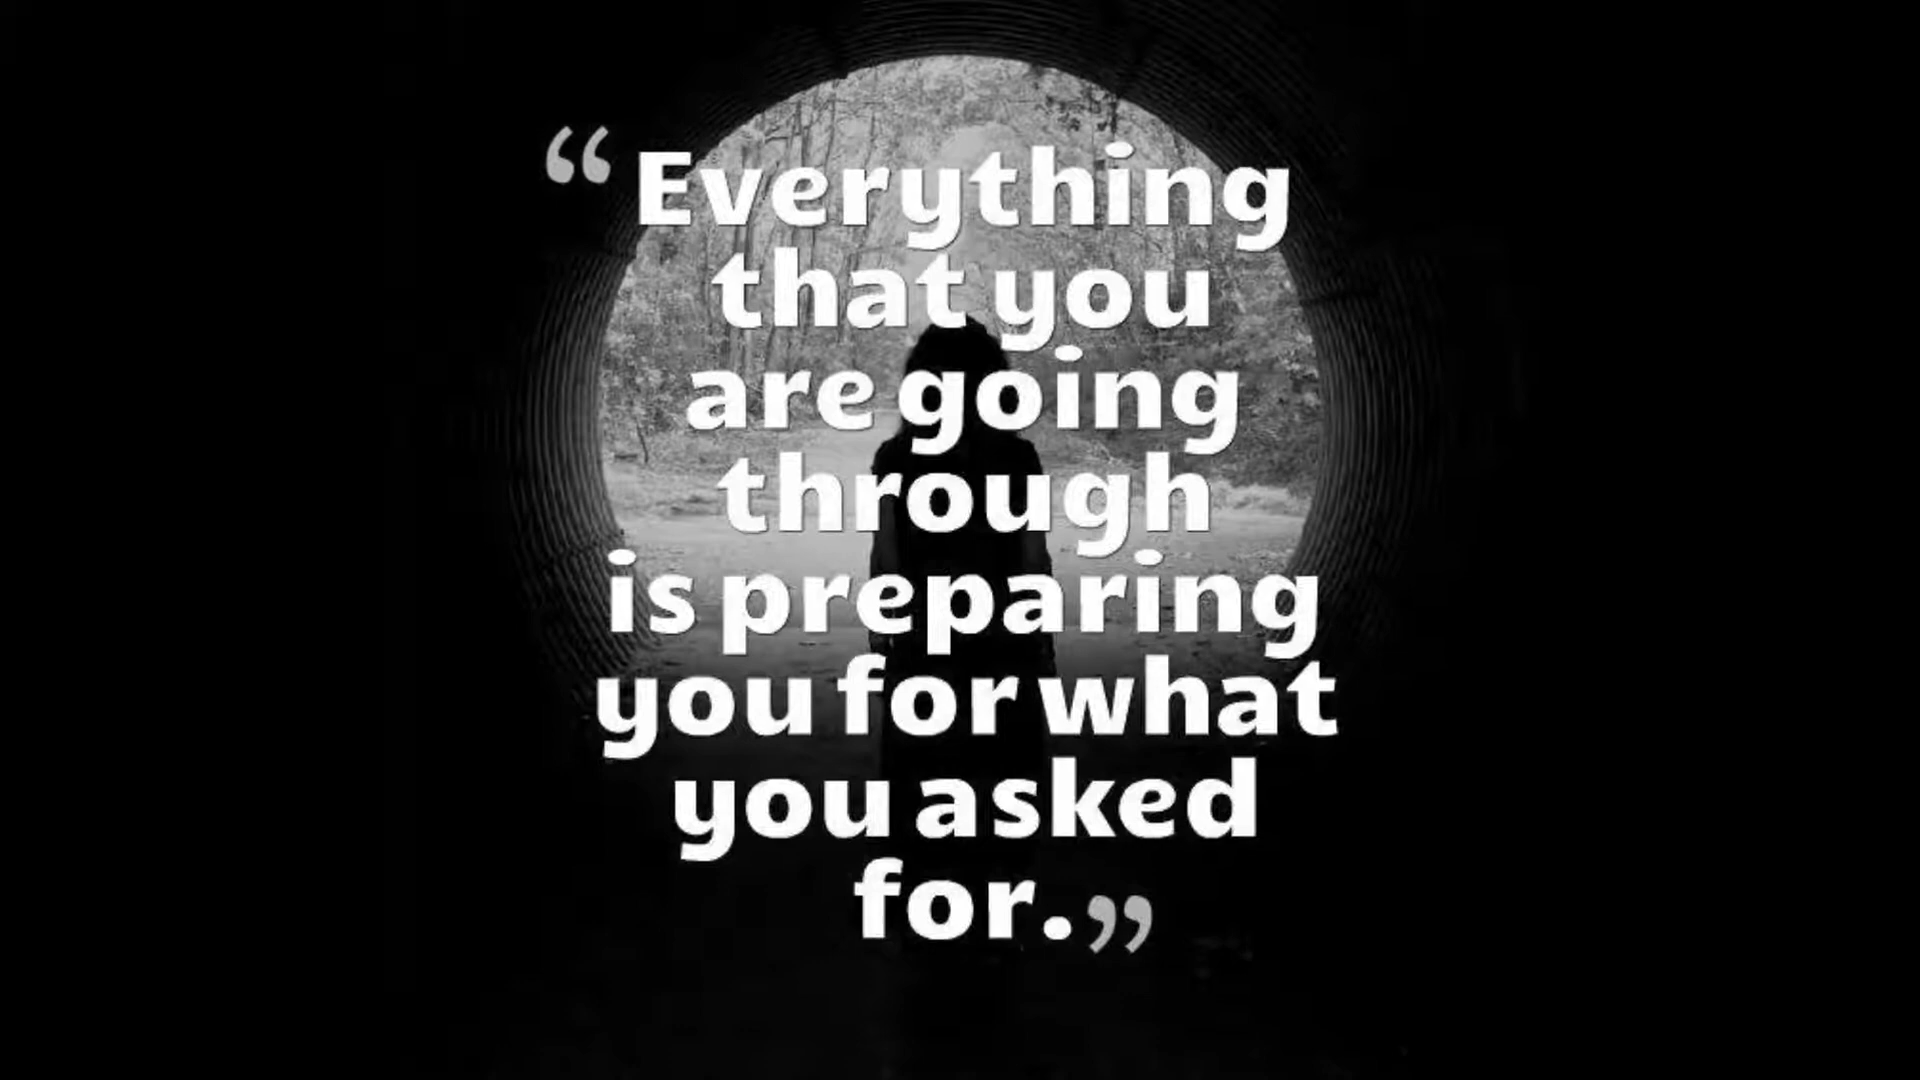 “Everything
that you
are going
through
is preparing
you for what
you asked
for.”